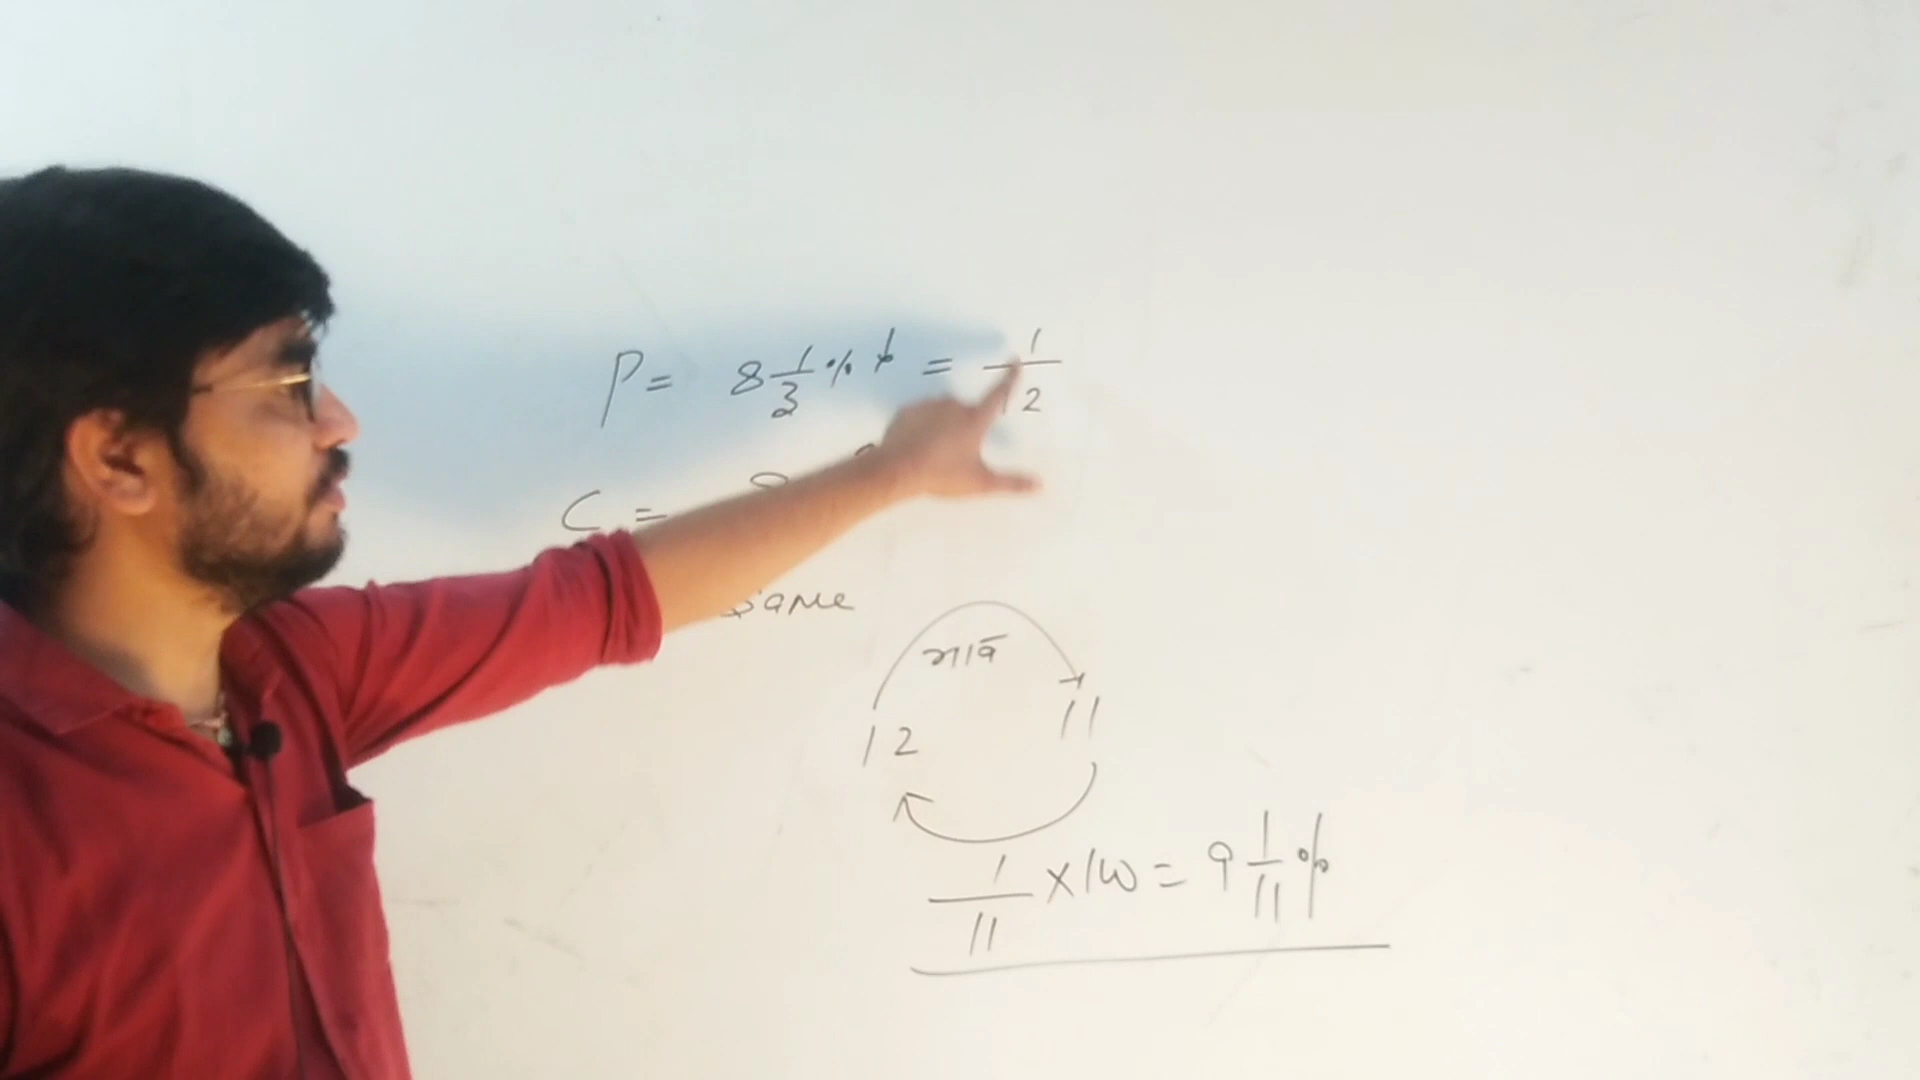 P = 8 1/3 % ↓ = 1/12
C =
Same
12 11
1/11 × 100 = 9 1/11 %